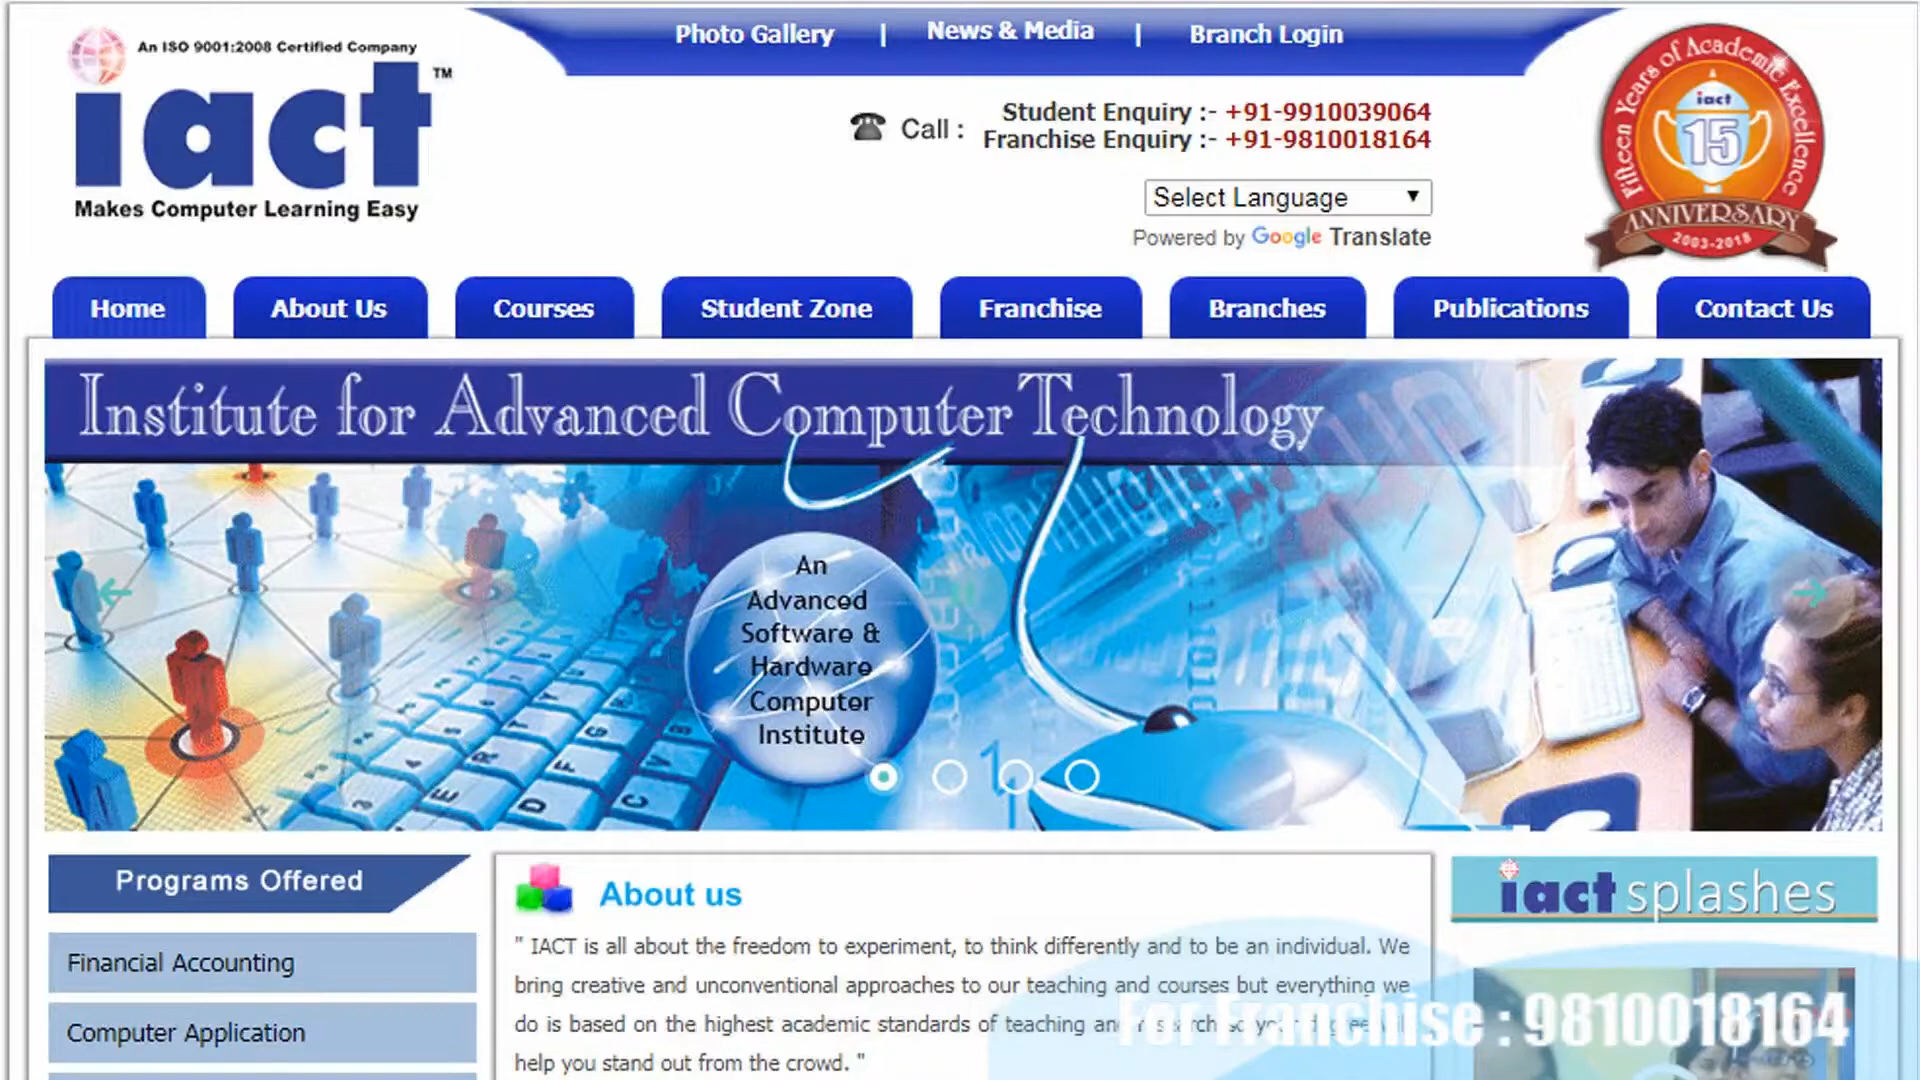 Photo Gallery | News & Media | Branch Login
An ISO 9001:2008 Certified Company
iact™
Makes Computer Learning Easy
Call :
Student Enquiry :- +91-9910039064
Franchise Enquiry :- +91-9810018164
Select Language ▼
Powered by Google Translate
Fifteen Years of Academic Excellence
iact
15
ANNIVERSARY
2003-2018
Home
About Us
Courses
Student Zone
Franchise
Branches
Publications
Contact Us
Institute for Advanced Computer Technology
An
Advanced
Software &
Hardware
Computer
Institute
Programs Offered
Financial Accounting
Computer Application
About us
" IACT is all about the freedom to experiment, to think differently and to be an individual. We
bring creative and unconventional approaches to our teaching and courses but everything we
do is based on the highest academic standards of teaching
help you stand out from the crowd. "
iact splashes
For Franchise : 9810018164